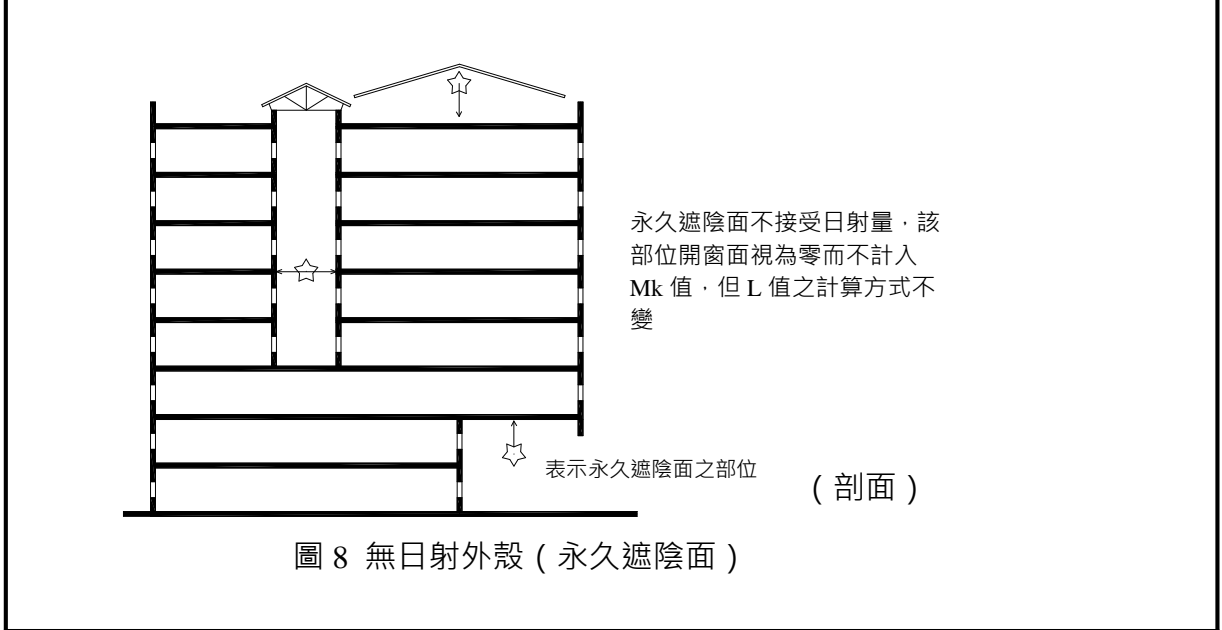 永久遮陰面不接受日射量，該
部位開窗面視為零而不計入
Mk 值，但 L 值之計算方式不
變
表示永久遮陰面之部位
（剖面）
圖 8 無日射外殼（永久遮陰面）